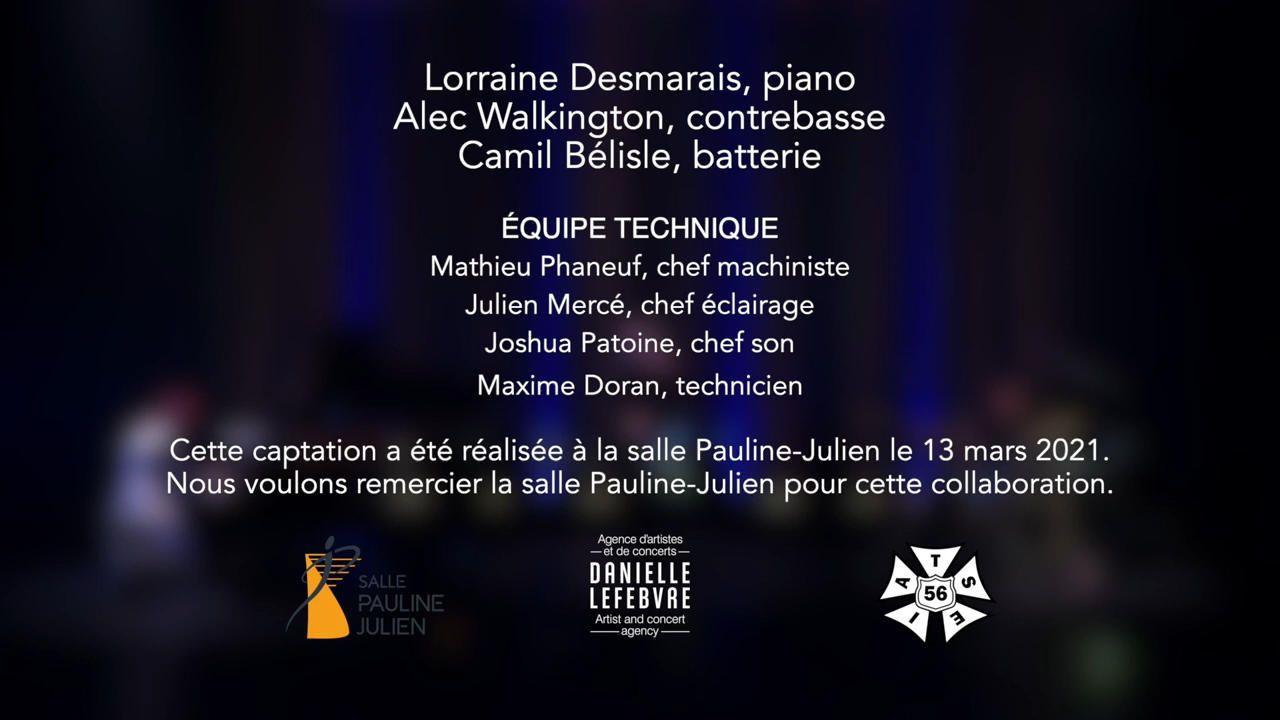 Lorraine Desmarais, piano
Alec Walkington, contrebasse
Camil Bélisle, batterie
ÉQUIPE TECHNIQUE
Mathieu Phaneuf, chef machiniste
Julien Mercé, chef éclairage
Joshua Patoine, chef son
Maxime Doran, technicien
Cette captation a été réalisée à la salle Pauline-Julien le 13 mars 2021.
Nous voulons remercier la salle Pauline-Julien pour cette collaboration.
SALLE
PAULINE
JULIEN
Agence d'artistes
et de concerts
DANIELLE
LEFEBVRE
Artist and concert
agency
I A T S E
56